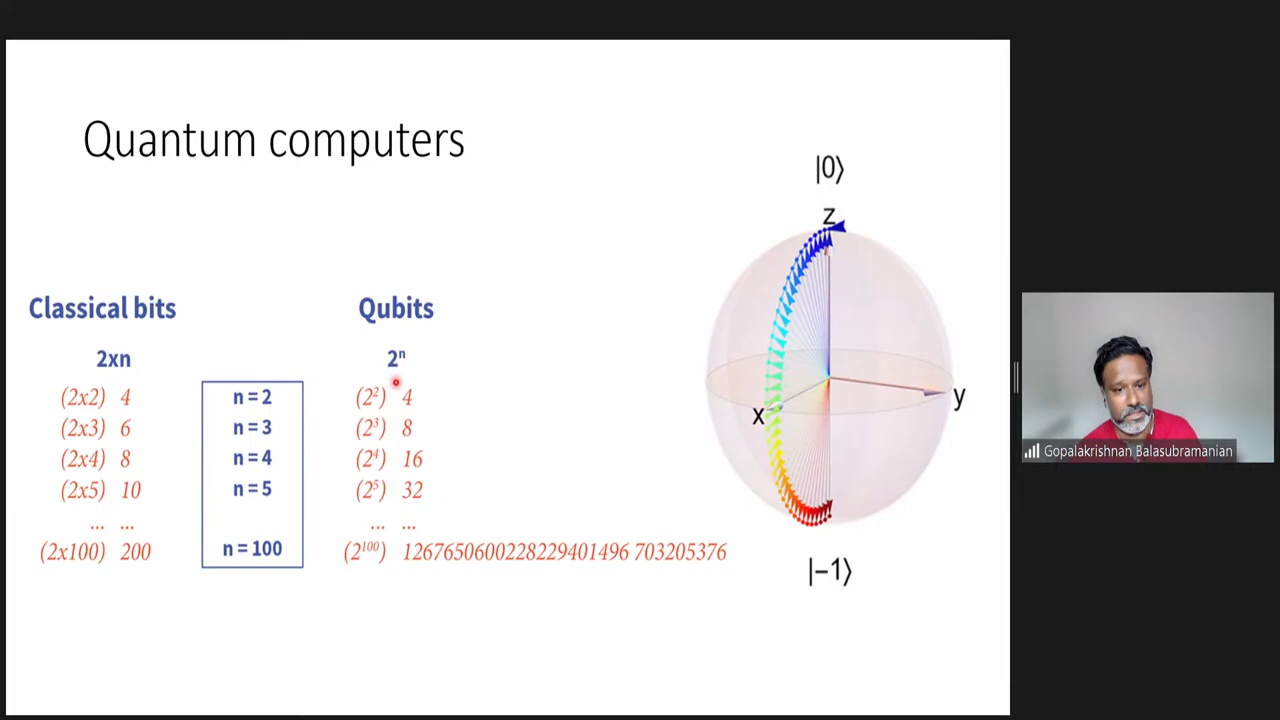 Quantum computers
Classical bits
2xn
(2x2) 4
(2x3) 6
(2x4) 8
(2x5) 10
... ...
(2x100) 200
n = 2
n = 3
n = 4
n = 5
n = 100
Qubits
2ⁿ
(2²) 4
(2³) 8
(2⁴) 16
(2⁵) 32
... ...
(2¹⁰⁰) 1267650600228229401496 703205376
|0⟩
z
x
y
|−1⟩
Gopalakrishnan Balasubramanian